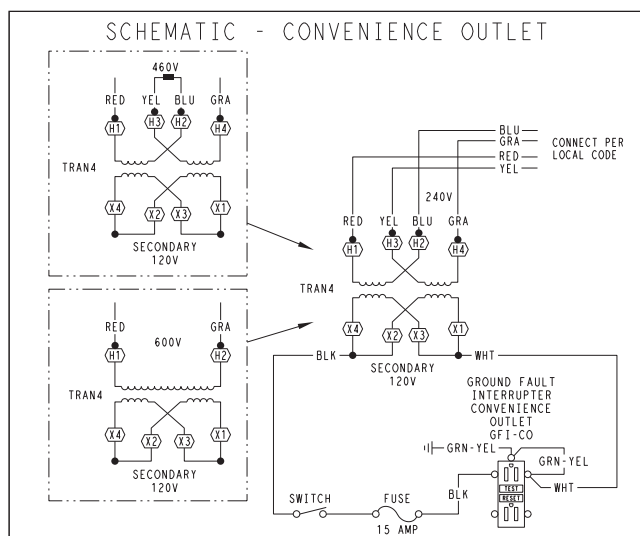 SCHEMATIC - CONVENIENCE OUTLET
460V
RED YEL BLU GRA
H1 H3 H2 H4
TRAN4
X4 X2 X3 X1
SECONDARY
120V
RED GRA
600V
H1 H2
TRAN4
X4 X2 X3 X1
SECONDARY
120V
BLU
GRA
RED
YEL
CONNECT PER
LOCAL CODE
240V
RED YEL BLU GRA
H1 H3 H2 H4
TRAN4
X4 X2 X3 X1
BLK
WHT
SECONDARY
120V
GROUND FAULT
INTERRUPTER
CONVENIENCE
OUTLET
GFI-CO
GRN-YEL
GRN-YEL
WHT
BLK
TEST
RESET
SWITCH
FUSE
15 AMP